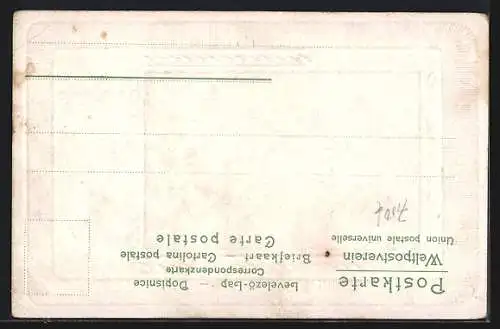 Postkarte
Weltpostverein
Union postale universelle
Levelező-Lap — Dopisnice
Correspondenzkarte
Briefkaart — Cartolina postale
Carte postale